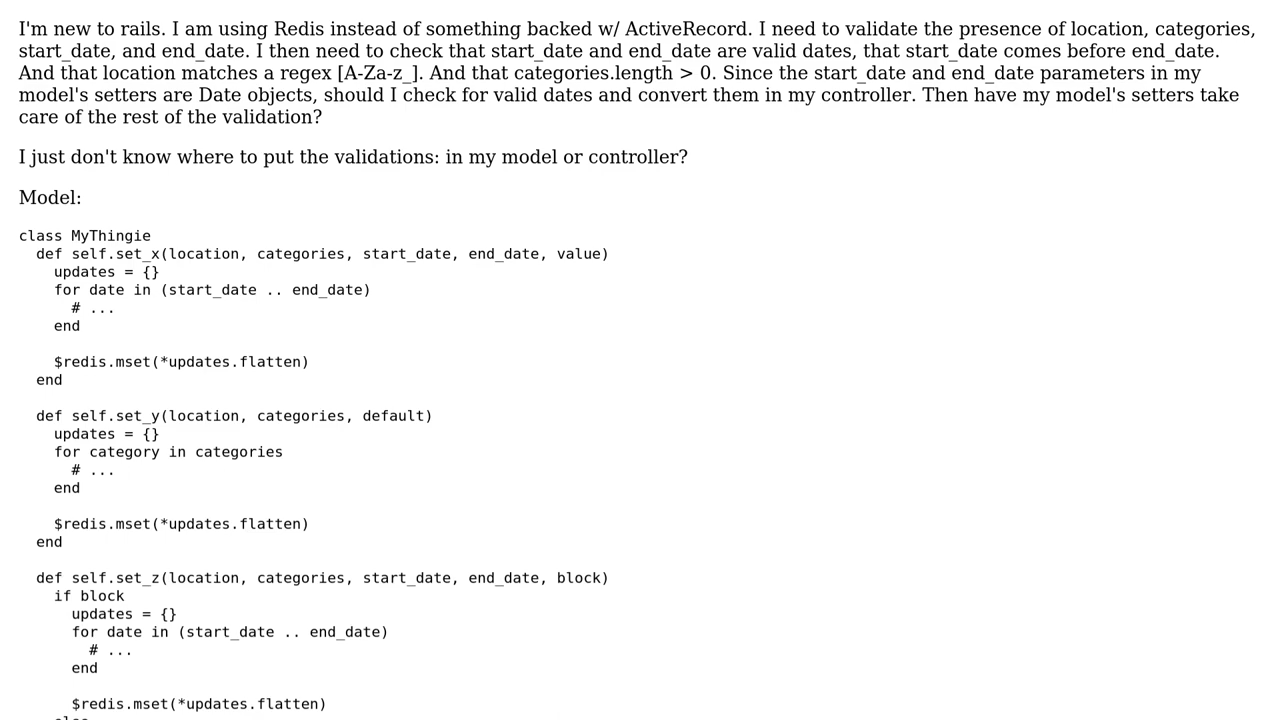 I'm new to rails. I am using Redis instead of something backed w/ ActiveRecord. I need to validate the presence of location, categories,
start_date, and end_date. I then need to check that start_date and end_date are valid dates, that start_date comes before end_date.
And that location matches a regex [A-Za-z_]. And that categories.length > 0. Since the start_date and end_date parameters in my
model's setters are Date objects, should I check for valid dates and convert them in my controller. Then have my model's setters take
care of the rest of the validation?
I just don't know where to put the validations: in my model or controller?
Model:
class MyThingie
  def self.set_x(location, categories, start_date, end_date, value)
    updates = {}
    for date in (start_date .. end_date)
      # ...
    end

    $redis.mset(*updates.flatten)
  end

  def self.set_y(location, categories, default)
    updates = {}
    for category in categories
      # ...
    end

    $redis.mset(*updates.flatten)
  end

  def self.set_z(location, categories, start_date, end_date, block)
    if block
      updates = {}
      for date in (start_date .. end_date)
        # ...
      end

      $redis.mset(*updates.flatten)